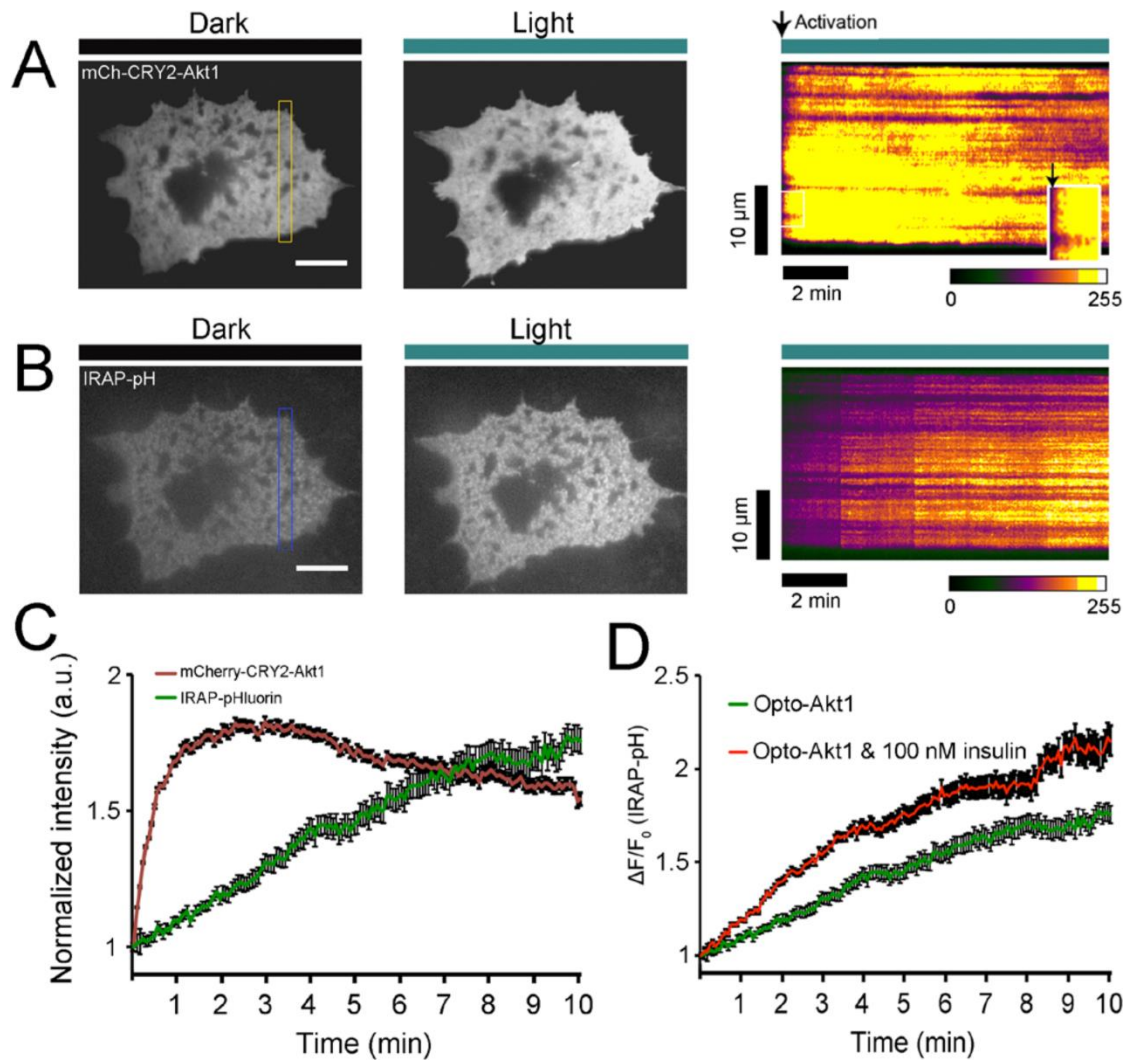 A
Dark
Light
Activation
mCh-CRY2-Akt1
10 µm
2 min
0
255
B
Dark
Light
IRAP-pH
10 µm
2 min
0
255
C
mCherry-CRY2-Akt1
IRAP-pHluorin
Normalized intensity (a.u.)
2
1.5
1
1 2 3 4 5 6 7 8 9 10
Time (min)
D
Opto-Akt1
Opto-Akt1 & 100 nM insulin
ΔF/F₀ (IRAP-pH)
2.5
2
1.5
1
1 2 3 4 5 6 7 8 9 10
Time (min)